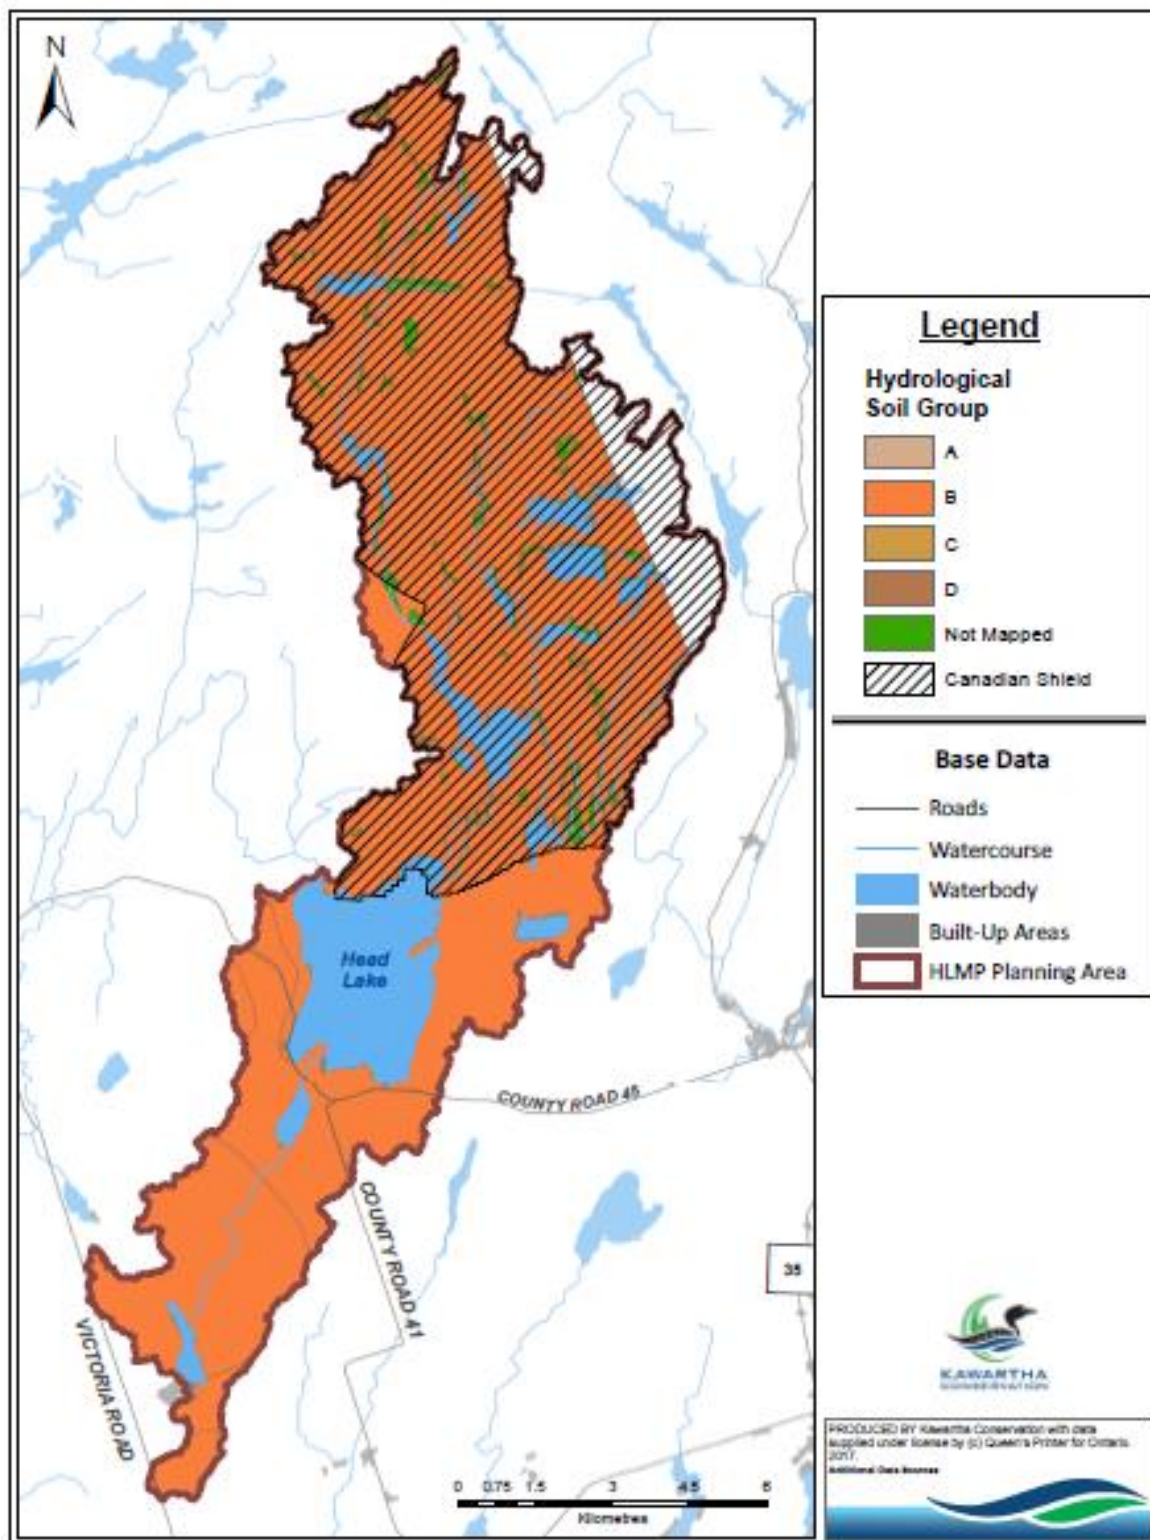 N
Head
Lake
COUNTY ROAD 45
COUNTY ROAD 41
VICTORIA ROAD
35
0 0.75 1.5 3 4.5 6
Kilometres
Legend
Hydrological
Soil Group
A
B
C
D
Not Mapped
Canadian Shield
Base Data
Roads
Watercourse
Waterbody
Built-Up Areas
HLMP Planning Area
KAWARTHA
CONSERVATION
PRODUCED BY Kawartha Conservation with data
supplied under license by (c) Queen's Printer for Ontario,
2017.
Additional Data Sources